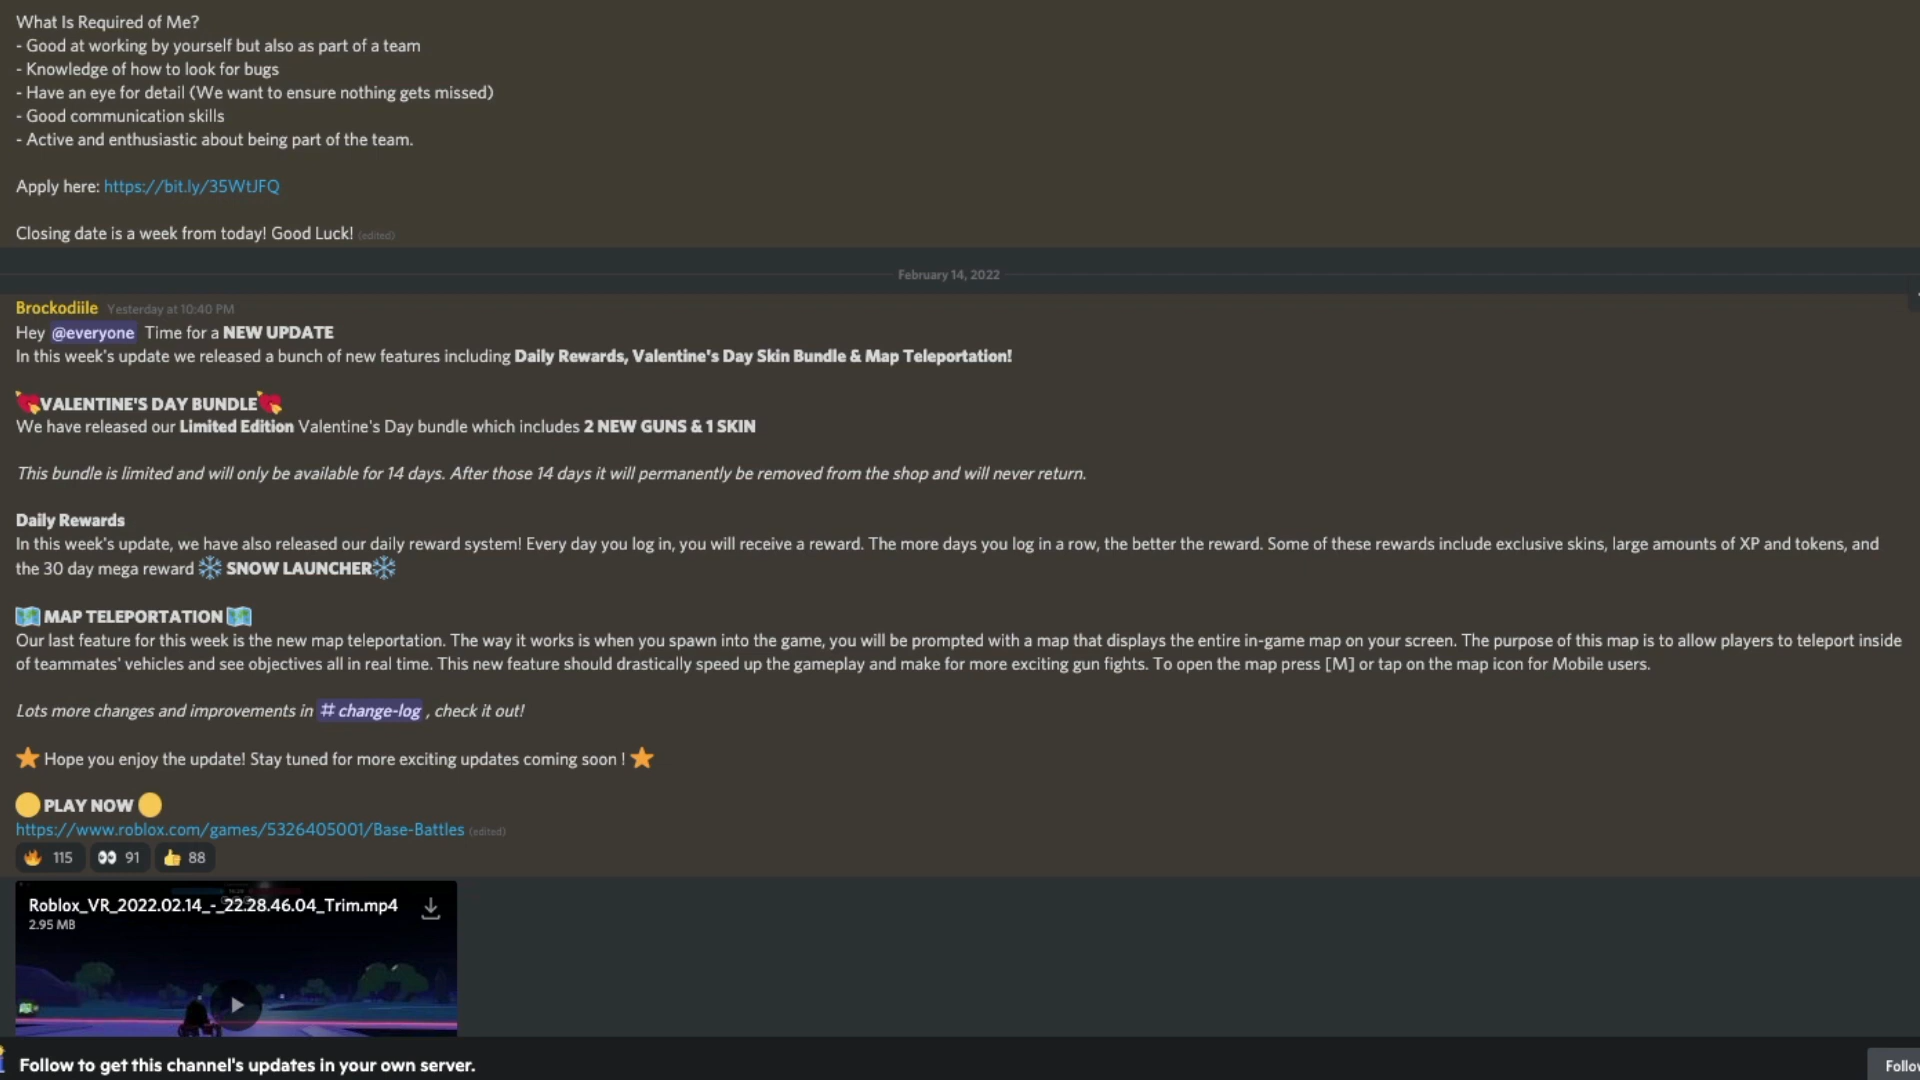 What Is Required of Me?
- Good at working by yourself but also as part of a team
- Knowledge of how to look for bugs
- Have an eye for detail (We want to ensure nothing gets missed)
- Good communication skills
- Active and enthusiastic about being part of the team.
Apply here: https://bit.ly/35WtJFQ
Closing date is a week from today! Good Luck! (edited)
February 14, 2022
Brockodiile Yesterday at 10:40 PM
Hey @everyone Time for a NEW UPDATE
In this week's update we released a bunch of new features including Daily Rewards, Valentine's Day Skin Bundle & Map Teleportation!
💘VALENTINE'S DAY BUNDLE💘
We have released our Limited Edition Valentine's Day bundle which includes 2 NEW GUNS & 1 SKIN
This bundle is limited and will only be available for 14 days. After those 14 days it will permanently be removed from the shop and will never return.
Daily Rewards
In this week's update, we have also released our daily reward system! Every day you log in, you will receive a reward. The more days you log in a row, the better the reward. Some of these rewards include exclusive skins, large amounts of XP and tokens, and
the 30 day mega reward ❄️ SNOW LAUNCHER❄️
🗺️ MAP TELEPORTATION 🗺️
Our last feature for this week is the new map teleportation. The way it works is when you spawn into the game, you will be prompted with a map that displays the entire in-game map on your screen. The purpose of this map is to allow players to teleport inside
of teammates' vehicles and see objectives all in real time. This new feature should drastically speed up the gameplay and make for more exciting gun fights. To open the map press [M] or tap on the map icon for Mobile users.
Lots more changes and improvements in # change-log , check it out!
⭐ Hope you enjoy the update! Stay tuned for more exciting updates coming soon ! ⭐
🟡 PLAY NOW 🟡
https://www.roblox.com/games/5326405001/Base-Battles (edited)
🔥 115 👀 91 👍 88
Roblox_VR_2022.02.14_-_22.28.46.04_Trim.mp4
2.95 MB
Follow to get this channel's updates in your own server.
Follow